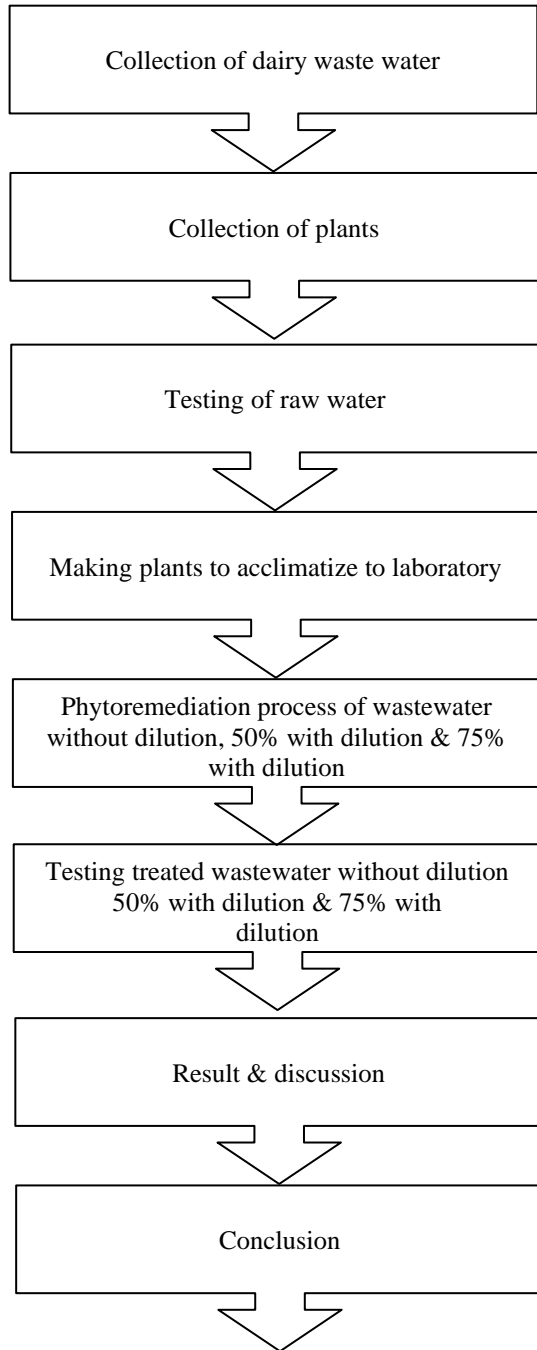 Collection of dairy waste water
Collection of plants
Testing of raw water
Making plants to acclimatize to laboratory
Phytoremediation process of wastewater
without dilution, 50% with dilution & 75%
with dilution
Testing treated wastewater without dilution
50% with dilution & 75% with
dilution
Result & discussion
Conclusion